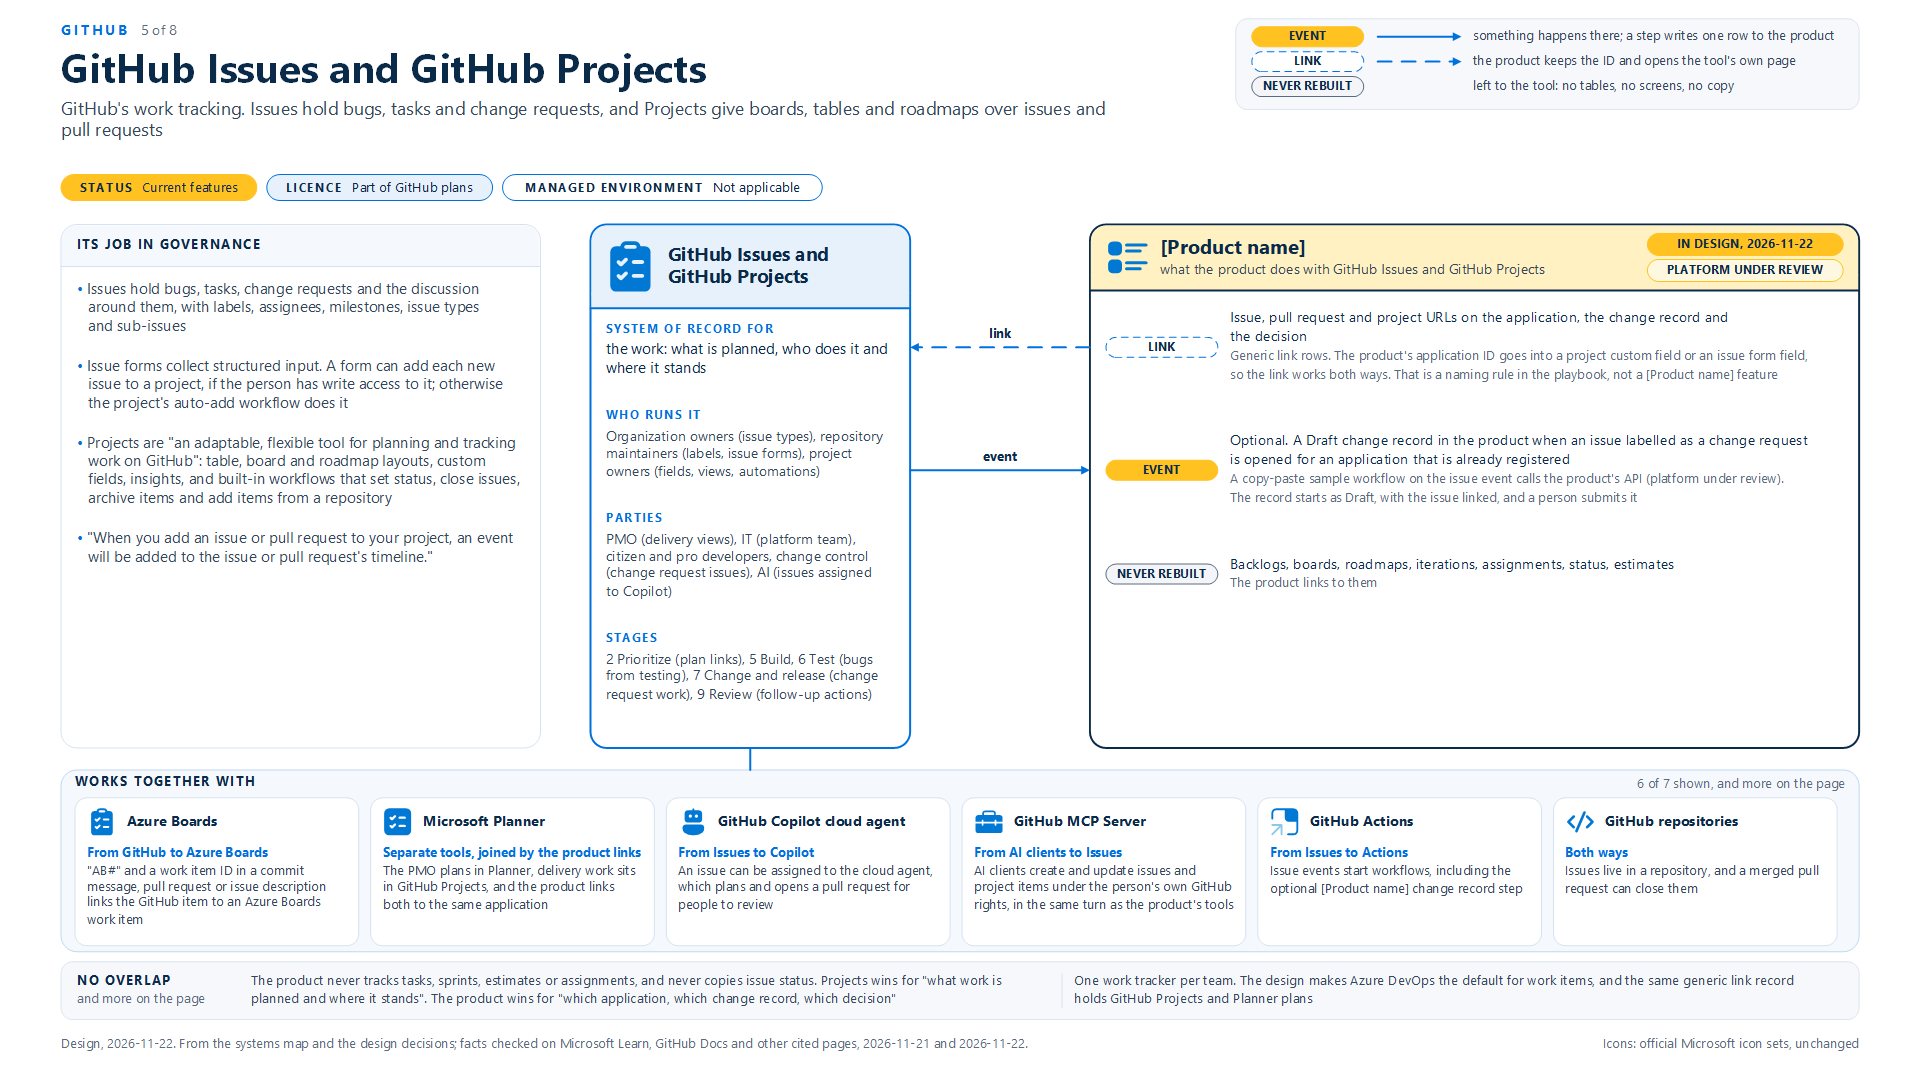 GITHUB 5 of 8
GitHub Issues and GitHub Projects
GitHub's work tracking. Issues hold bugs, tasks and change requests, and Projects give boards, tables and roadmaps over issues and
pull requests
EVENT something happens there; a step writes one row to the product
LINK the product keeps the ID and opens the tool's own page
NEVER REBUILT left to the tool: no tables, no screens, no copy
STATUS Current features
LICENCE Part of GitHub plans
MANAGED ENVIRONMENT Not applicable
ITS JOB IN GOVERNANCE
• Issues hold bugs, tasks, change requests and the discussion
around them, with labels, assignees, milestones, issue types
and sub-issues
• Issue forms collect structured input. A form can add each new
issue to a project, if the person has write access to it; otherwise
the project's auto-add workflow does it
• Projects are "an adaptable, flexible tool for planning and tracking
work on GitHub": table, board and roadmap layouts, custom
fields, insights, and built-in workflows that set status, close issues,
archive items and add items from a repository
• "When you add an issue or pull request to your project, an event
will be added to the issue or pull request's timeline."
GitHub Issues and
GitHub Projects
SYSTEM OF RECORD FOR
the work: what is planned, who does it and
where it stands
WHO RUNS IT
Organization owners (issue types), repository
maintainers (labels, issue forms), project
owners (fields, views, automations)
PARTIES
PMO (delivery views), IT (platform team),
citizen and pro developers, change control
(change request issues), AI (issues assigned
to Copilot)
STAGES
2 Prioritize (plan links), 5 Build, 6 Test (bugs
from testing), 7 Change and release (change
request work), 9 Review (follow-up actions)
link
event
[Product name]
what the product does with GitHub Issues and GitHub Projects
IN DESIGN, 2026-11-22
PLATFORM UNDER REVIEW
LINK
Issue, pull request and project URLs on the application, the change record and
the decision
Generic link rows. The product's application ID goes into a project custom field or an issue form field,
so the link works both ways. That is a naming rule in the playbook, not a [Product name] feature
EVENT
Optional. A Draft change record in the product when an issue labelled as a change request
is opened for an application that is already registered
A copy-paste sample workflow on the issue event calls the product's API (platform under review).
The record starts as Draft, with the issue linked, and a person submits it
NEVER REBUILT
Backlogs, boards, roadmaps, iterations, assignments, status, estimates
The product links to them
WORKS TOGETHER WITH
6 of 7 shown, and more on the page
Azure Boards
From GitHub to Azure Boards
"AB#" and a work item ID in a commit
message, pull request or issue description
links the GitHub item to an Azure Boards
work item
Microsoft Planner
Separate tools, joined by the product links
The PMO plans in Planner, delivery work sits
in GitHub Projects, and the product links
both to the same application
GitHub Copilot cloud agent
From Issues to Copilot
An issue can be assigned to the cloud agent,
which plans and opens a pull request for
people to review
GitHub MCP Server
From AI clients to Issues
AI clients create and update issues and
project items under the person's own GitHub
rights, in the same turn as the product's tools
GitHub Actions
From Issues to Actions
Issue events start workflows, including the
optional [Product name] change record step
GitHub repositories
Both ways
Issues live in a repository, and a merged pull
request can close them
NO OVERLAP
and more on the page
The product never tracks tasks, sprints, estimates or assignments, and never copies issue status. Projects wins for "what work is
planned and where it stands". The product wins for "which application, which change record, which decision"
One work tracker per team. The design makes Azure DevOps the default for work items, and the same generic link record
holds GitHub Projects and Planner plans
Design, 2026-11-22. From the systems map and the design decisions; facts checked on Microsoft Learn, GitHub Docs and other cited pages, 2026-11-21 and 2026-11-22.
Icons: official Microsoft icon sets, unchanged